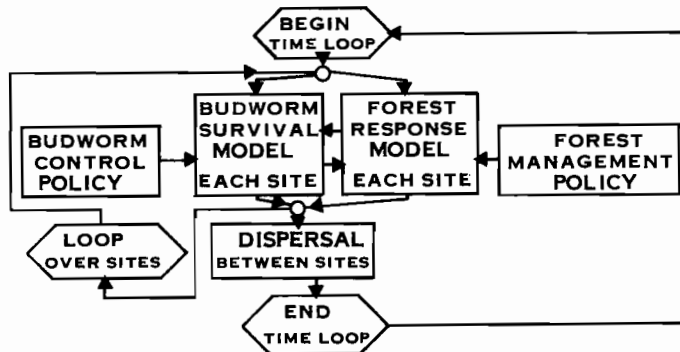 BEGIN
TIME LOOP
BUDWORM
SURVIVAL
MODEL
EACH SITE
FOREST
RESPONSE
MODEL
EACH SITE
BUDWORM
CONTROL
POLICY
FOREST
MANAGEMENT
POLICY
LOOP
OVER SITES
DISPERSAL
BETWEEN SITES
END
TIME LOOP